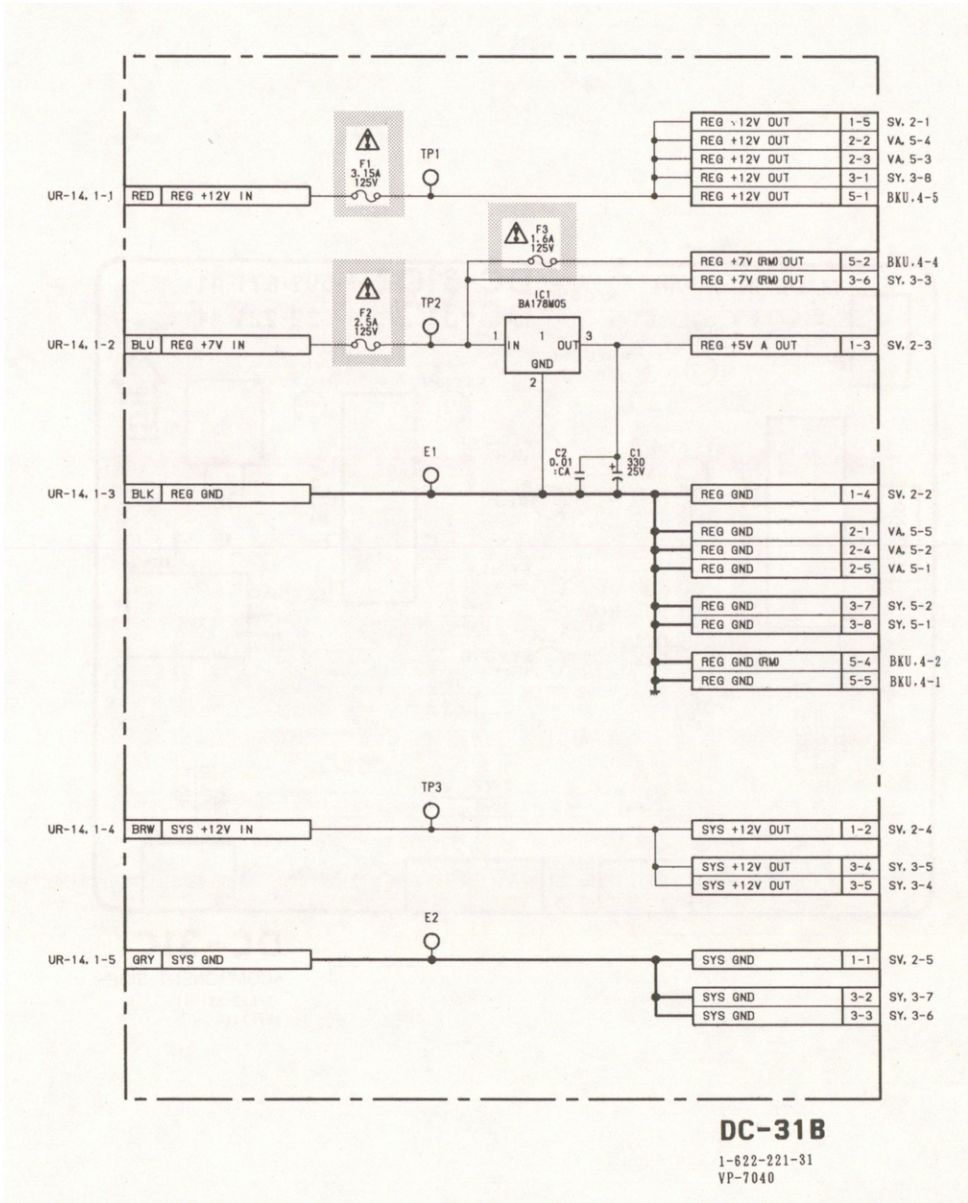 REG +12V OUT 1-5 SV. 2-1
REG +12V OUT 2-2 VA. 5-4
REG +12V OUT 2-3 VA. 5-3
REG +12V OUT 3-1 SY. 3-8
F1
3.15A
125V
TP1
UR-14. 1-1 RED REG +12V IN
REG +12V OUT 5-1 BKU.4-5
F3
1.6A
125V
REG +7V (RM) OUT 5-2 BKU.4-4
REG +7V (RM) OUT 3-6 SY. 3-3
F2
2.5A
125V
TP2
IC1
BA178M05
UR-14. 1-2 BLU REG +7V IN
1 IN 1 OUT 3
GND
2
REG +5V A OUT 1-3 SV. 2-3
E1
C2
0.01
:CA
C1
330
25V
+
UR-14. 1-3 BLK REG GND
REG GND 1-4 SV. 2-2
REG GND 2-1 VA. 5-5
REG GND 2-4 VA. 5-2
REG GND 2-5 VA. 5-1
REG GND 3-7 SY. 5-2
REG GND 3-8 SY. 5-1
REG GND (RM) 5-4 BKU.4-2
REG GND 5-5 BKU.4-1
TP3
UR-14. 1-4 BRW SYS +12V IN
SYS +12V OUT 1-2 SV. 2-4
SYS +12V OUT 3-4 SY. 3-5
SYS +12V OUT 3-5 SY. 3-4
E2
UR-14. 1-5 GRY SYS GND
SYS GND 1-1 SV. 2-5
SYS GND 3-2 SY. 3-7
SYS GND 3-3 SY. 3-6
DC-31B
1-622-221-31
VP-7040